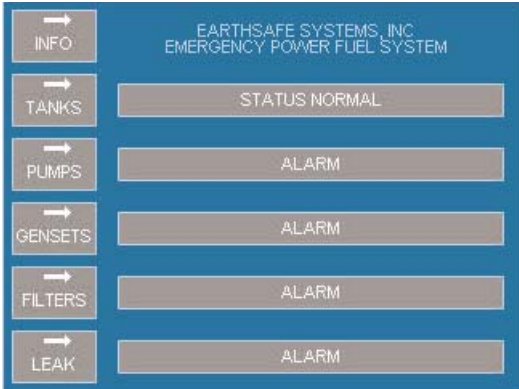 INFO
EARTHSAFE SYSTEMS, INC
EMERGENCY POWER FUEL SYSTEM
TANKS
STATUS NORMAL
PUMPS
ALARM
GENSETS
ALARM
FILTERS
ALARM
LEAK
ALARM